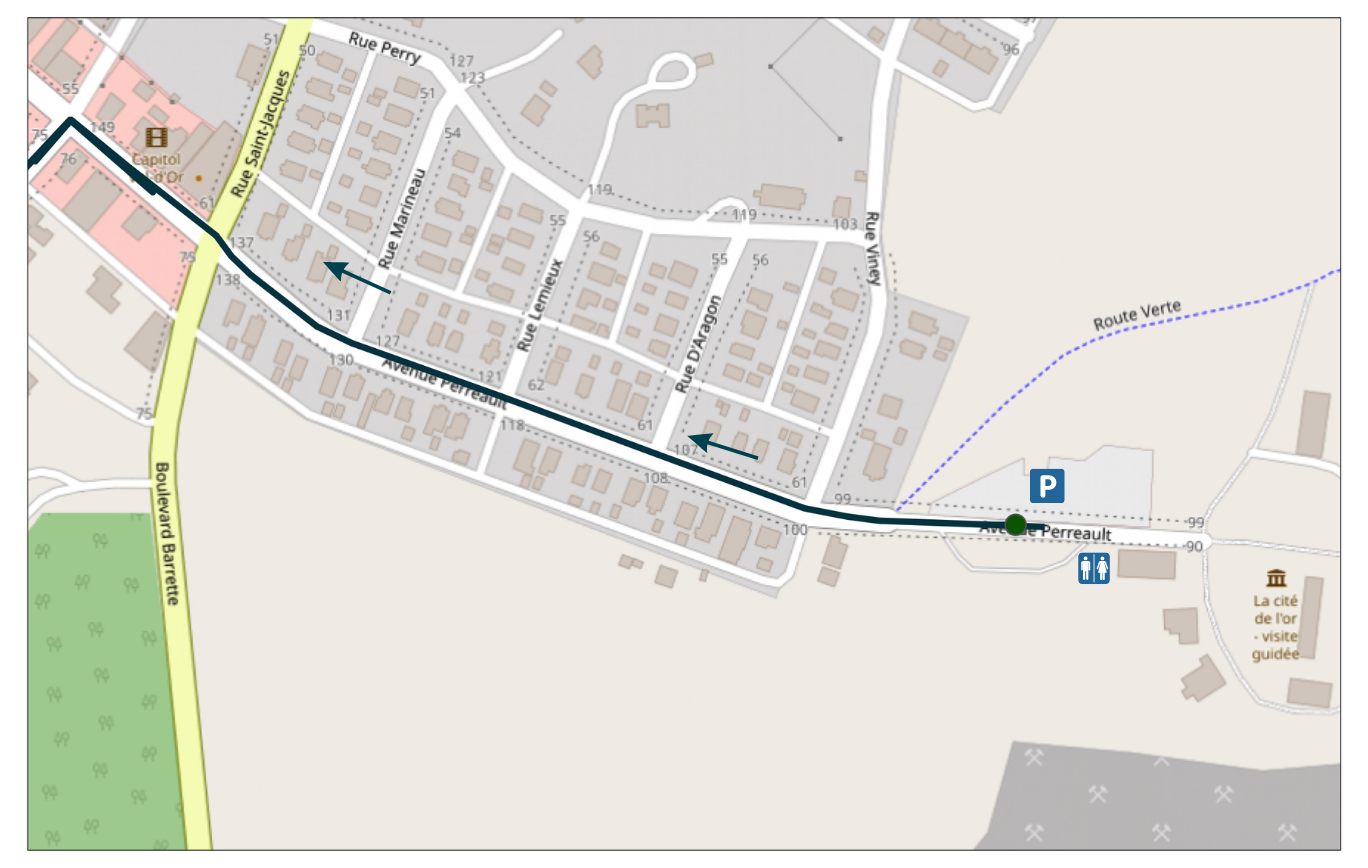 51
50
Rue Perry
127
123
96
55
51
75
149
76
Capitol
d'Or
Rue Saint-Jacques
54
61
119
55
56
119
103
Rue Viney
Rue Marineau
137
75
138
55
56
Rue Lemieux
Rue D'Aragon
Route Verte
131
127
130
Avenue Perreault
121
62
118
61
107
108
61
99
100
75
Boulevard Barrette
P
Avenue Perreault
99
90
La cité
de l'or
- visite
guidée